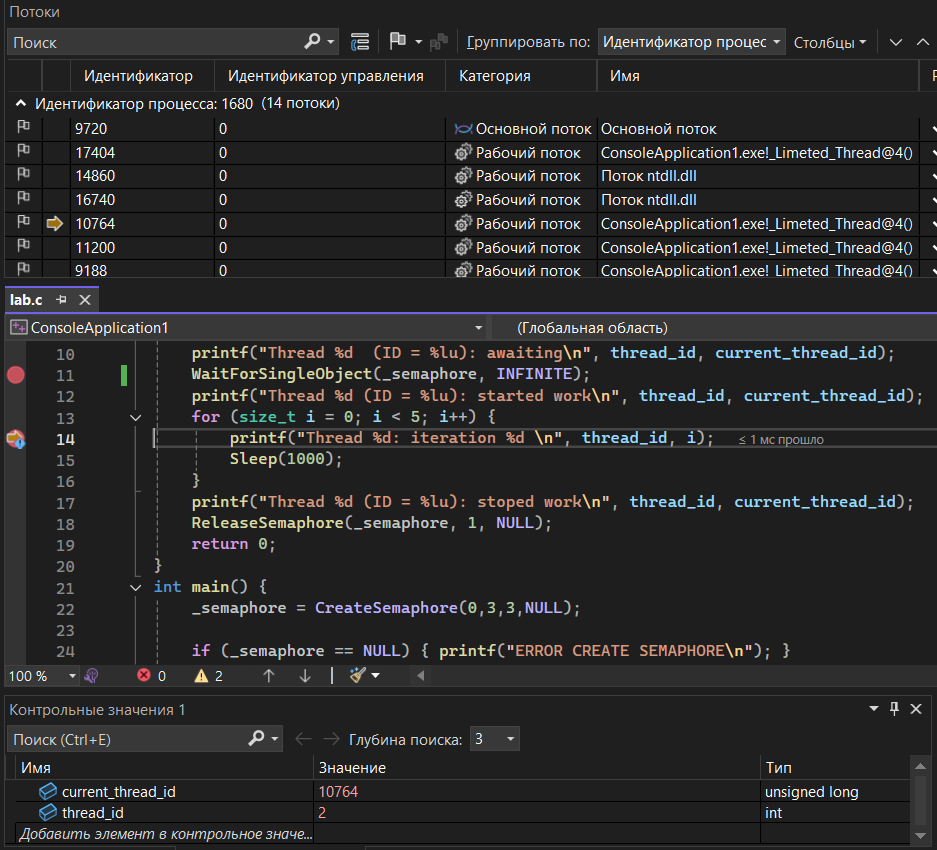 Потоки
Поиск Группировать по: Идентификатор процес Столбцы
Идентификатор Идентификатор управления Категория Имя
Идентификатор процесса: 1680 (14 потоки)
9720 0 Основной поток Основной поток
17404 0 Рабочий поток ConsoleApplication1.exe!_Limeted_Thread@4()
14860 0 Рабочий поток Поток ntdll.dll
16740 0 Рабочий поток Поток ntdll.dll
10764 0 Рабочий поток ConsoleApplication1.exe!_Limeted_Thread@4()
11200 0 Рабочий поток ConsoleApplication1.exe!_Limeted_Thread@4()
9188 0 Рабочий поток ConsoleApplication1.exe!_Limeted_Thread@4()
lab.c
ConsoleApplication1 (Глобальная область)
10 printf("Thread %d  (ID = %lu): awaiting\n", thread_id, current_thread_id);
11 WaitForSingleObject(_semaphore, INFINITE);
12 printf("Thread %d (ID = %lu): started work\n", thread_id, current_thread_id);
13 for (size_t i = 0; i < 5; i++) {
14 printf("Thread %d: iteration %d \n", thread_id, i); ≤ 1 мс прошло
15 Sleep(1000);
16 }
17 printf("Thread %d (ID = %lu): stoped work\n", thread_id, current_thread_id);
18 ReleaseSemaphore(_semaphore, 1, NULL);
19 return 0;
20 }
21 int main() {
22 _semaphore = CreateSemaphore(0,3,3,NULL);
23
24 if (_semaphore == NULL) { printf("ERROR CREATE SEMAPHORE\n"); }
100 % 0 2
Контрольные значения 1
Поиск (Ctrl+E) Глубина поиска: 3
Имя Значение Тип
current_thread_id 10764 unsigned long
thread_id 2 int
Добавить элемент в контрольное значе...